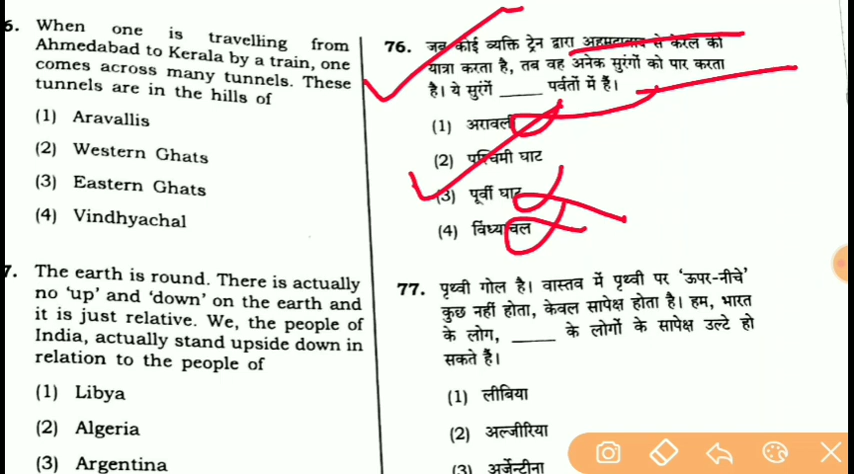 6. When one is travelling from
Ahmedabad to Kerala by a train, one
comes across many tunnels. These
tunnels are in the hills of
(1) Aravallis
(2) Western Ghats
(3) Eastern Ghats
(4) Vindhyachal
7. The earth is round. There is actually
no ‘up’ and ‘down’ on the earth and
it is just relative. We, the people of
India, actually stand upside down in
relation to the people of
(1) Libya
(2) Algeria
(3) Argentina
76. जब कोई व्यक्ति ट्रेन द्वारा अहमदाबाद से केरल की
यात्रा करता है, तब वह अनेक सुरंगों को पार करता
है। ये सुरंगें ______ पर्वतों में हैं।
(1) अरावली
(2) पश्चिमी घाट
(3) पूर्वी घाट
(4) विंध्याचल
77. पृथ्वी गोल है। वास्तव में पृथ्वी पर ‘ऊपर-नीचे’
कुछ नहीं होता, केवल सापेक्ष होता है। हम, भारत
के लोग, ______ के लोगों के सापेक्ष उल्टे हो
सकते हैं।
(1) लीबिया
(2) अल्जीरिया
(3) अर्जेन्टीना